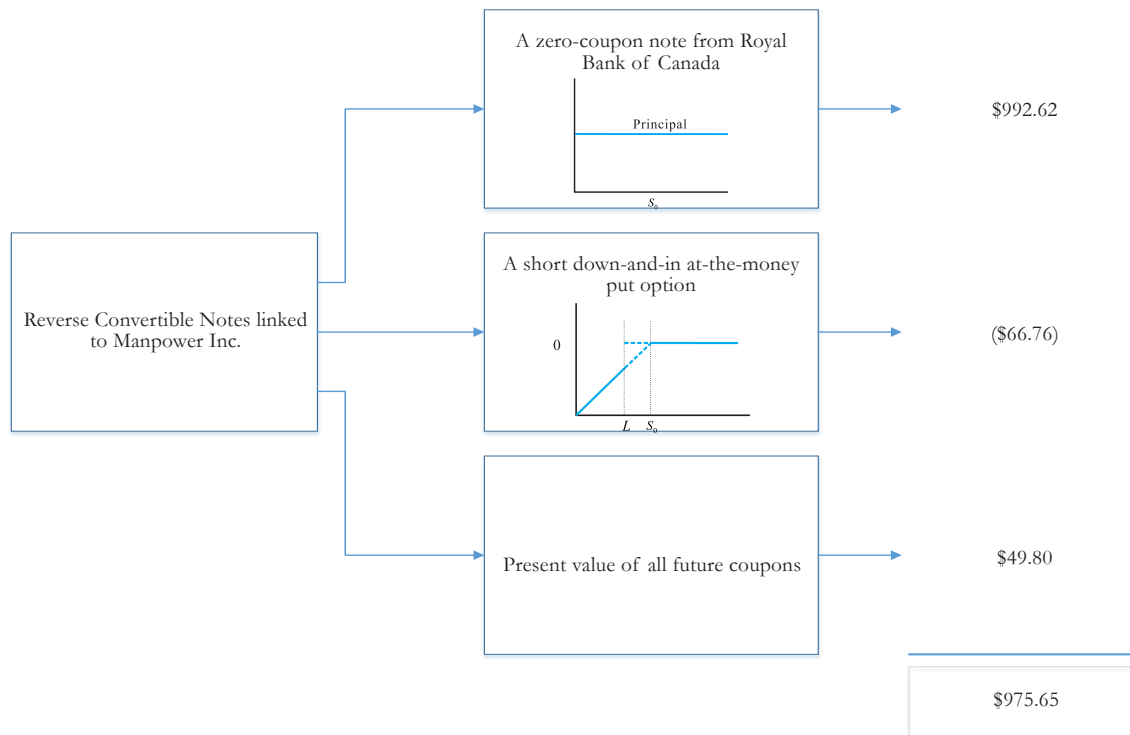 A zero-coupon note from Royal
Bank of Canada
Principal
S₀
$992.62
Reverse Convertible Notes linked
to Manpower Inc.
A short down-and-in at-the-money
put option
0
L S₀
($66.76)
Present value of all future coupons
$49.80
$975.65